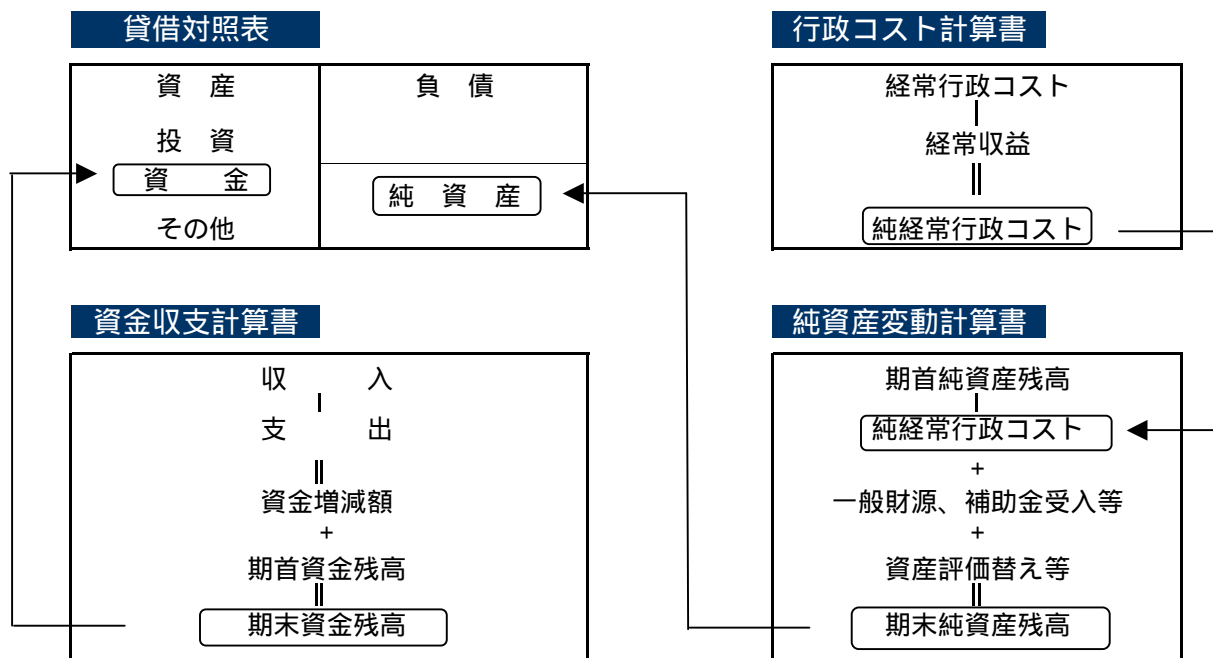 貸借対照表
資　産
負　債
投　資
資　　金
純　資　産
その他
行政コスト計算書
経常行政コスト
経常収益
純経常行政コスト
資金収支計算書
収　　　入
支　　　出
資金増減額
+
期首資金残高
期末資金残高
純資産変動計算書
期首純資産残高
純経常行政コスト
+
一般財源、補助金受入等
+
資産評価替え等
期末純資産残高